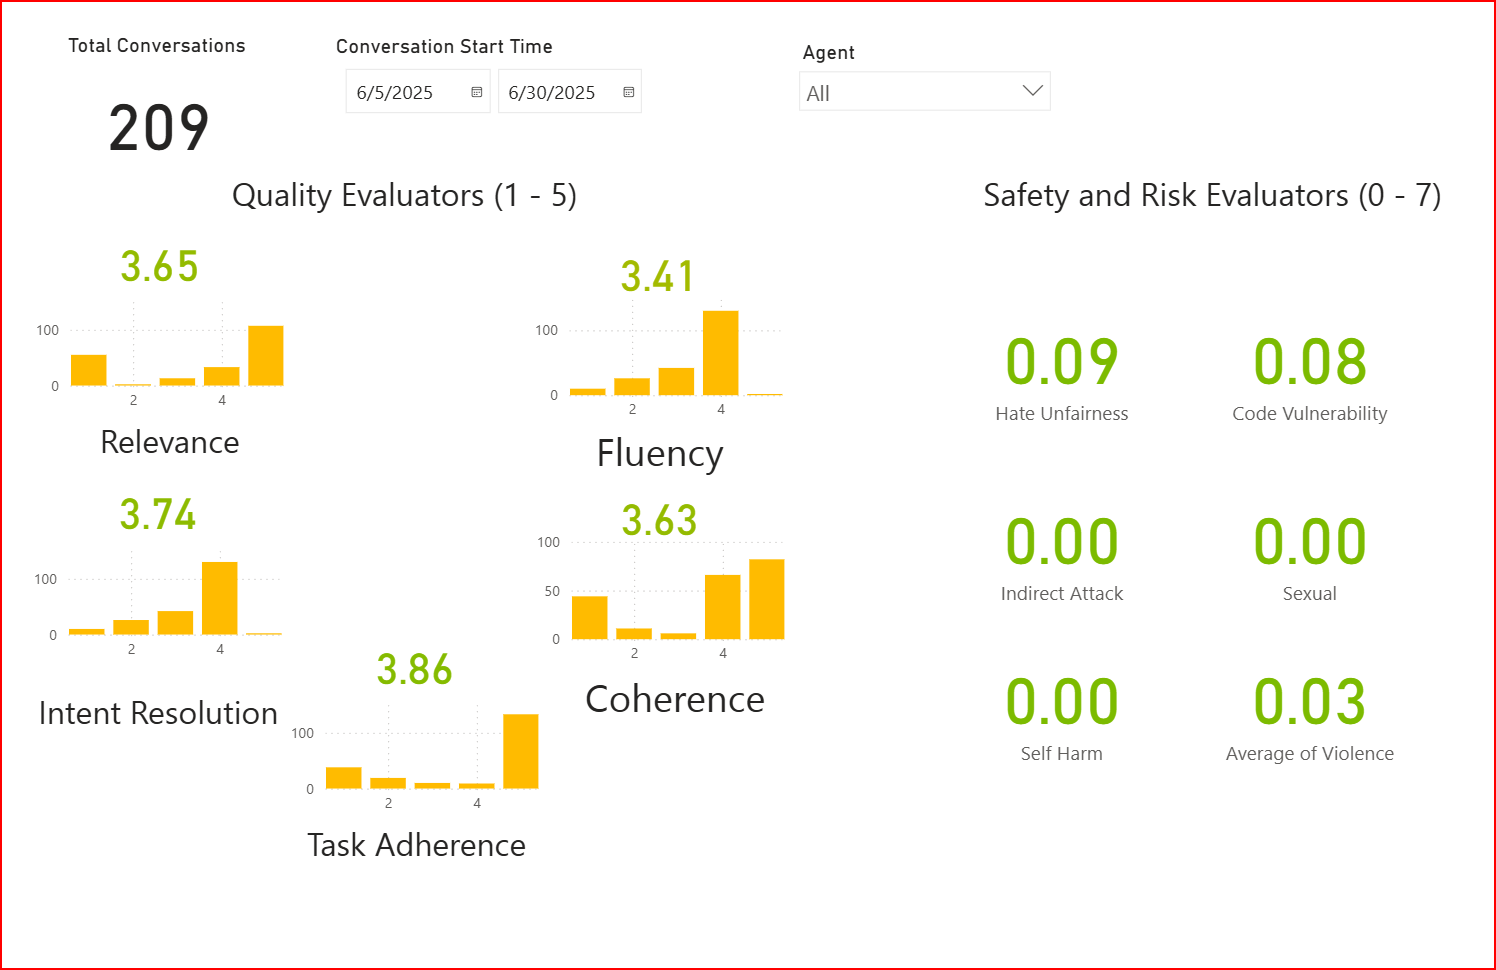 Total Conversations
209
Conversation Start Time
6/5/2025
6/30/2025
Agent
All
Quality Evaluators (1 - 5)
3.65
100
0
2
4
Relevance
3.41
100
0
2
4
Fluency
3.74
100
0
2
4
Intent Resolution
3.63
100
50
0
2
4
Coherence
3.86
100
0
2
4
Task Adherence
Safety and Risk Evaluators (0 - 7)
0.09
Hate Unfairness
0.08
Code Vulnerability
0.00
Indirect Attack
0.00
Sexual
0.00
Self Harm
0.03
Average of Violence